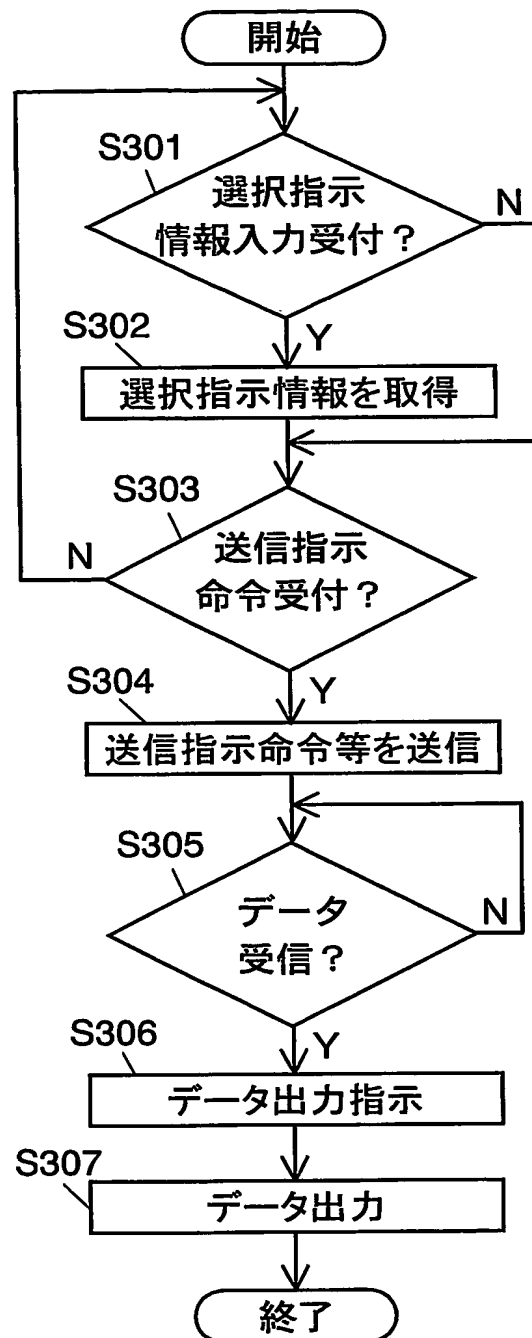 開始
S301
選択指示
情報入力受付？
N
Y
S302
選択指示情報を取得
S303
送信指示
命令受付？
N
Y
S304
送信指示命令等を送信
S305
データ
受信？
N
Y
S306
データ出力指示
S307
データ出力
終了